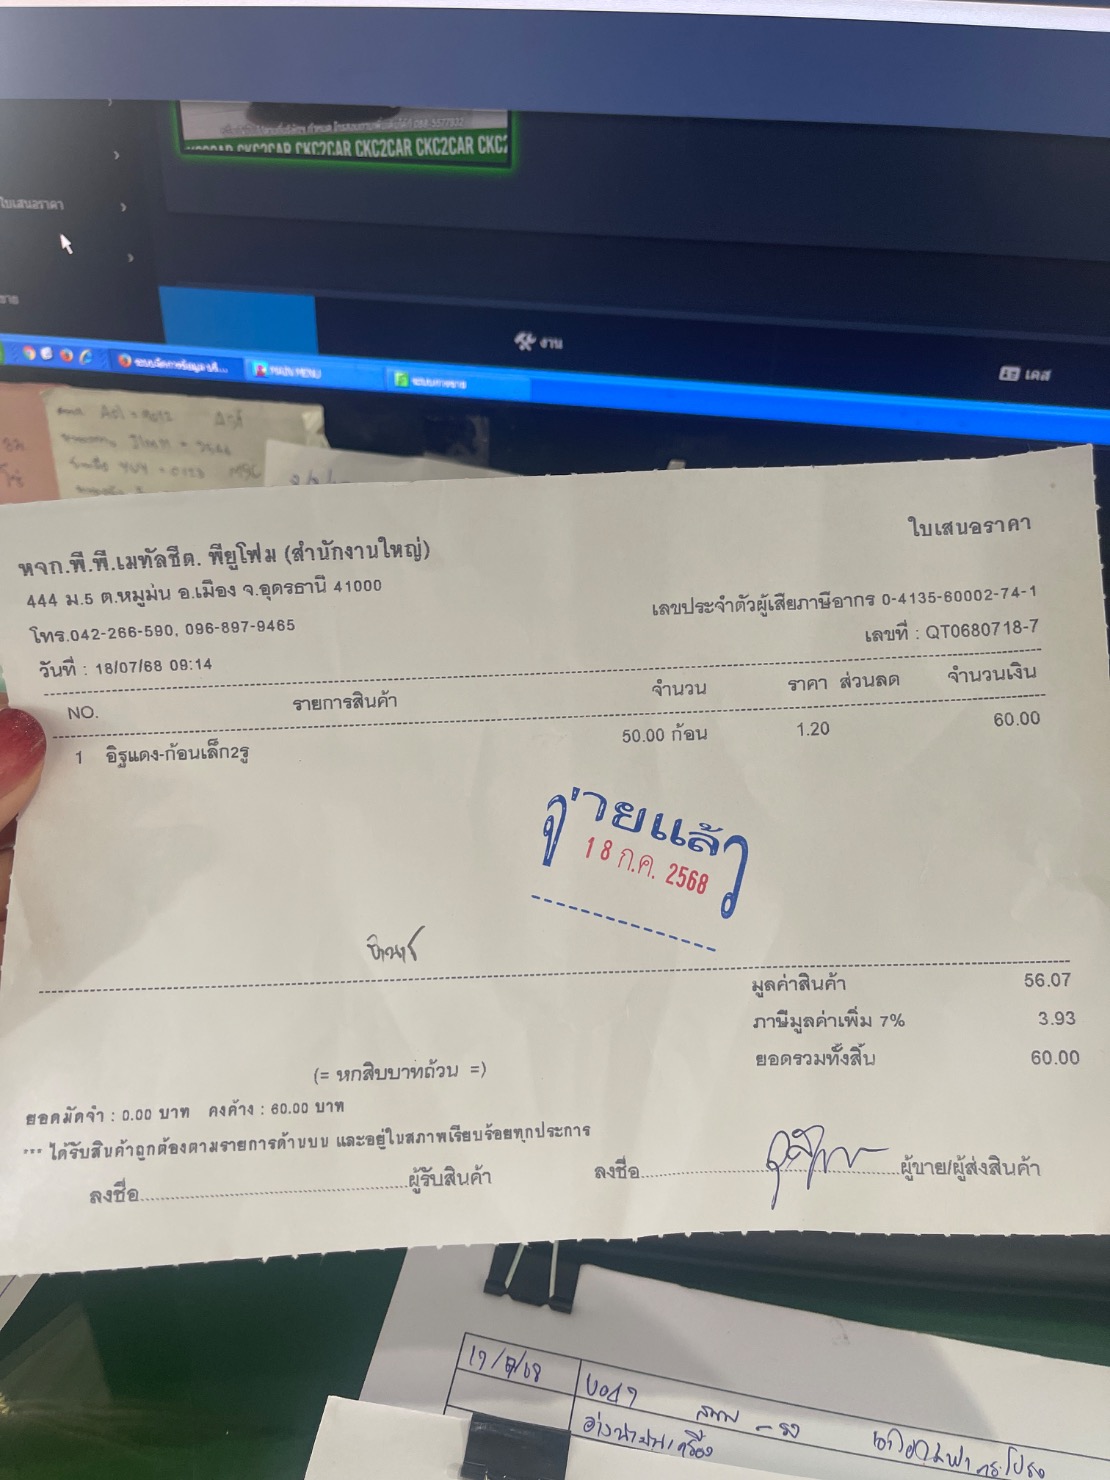 CKC2CAR CKC2CAR CKC2CAR
ใบเสนอราคา
งาน
เคส
MAIN MENU
ใบเสนอราคา
หจก.พี.พี.เมทัลชีต. พียูโฟม (สำนักงานใหญ่)
444 ม.5 ต.หมูม่น อ.เมือง จ.อุดรธานี 41000
เลขประจำตัวผู้เสียภาษีอากร 0-4135-60002-74-1
โทร.042-266-590, 096-897-9465
เลขที่ : QT0680718-7
วันที่ : 18/07/68 09:14
NO. รายการสินค้า จำนวน ราคา ส่วนลด จำนวนเงิน
1 อิฐแดง-ก้อนเล็ก2รู 50.00 ก้อน 1.20 60.00
จ่ายแล้ว
18 ก.ค. 2568
มูลค่าสินค้า 56.07
ภาษีมูลค่าเพิ่ม 7% 3.93
(= หกสิบบาทถ้วน =) ยอดรวมทั้งสิ้น 60.00
ยอดมัดจำ : 0.00 บาท คงค้าง : 60.00 บาท
*** ได้รับสินค้าถูกต้องตามรายการด้านบน และอยู่ในสภาพเรียบร้อยทุกประการ
ลงชื่อ ผู้รับสินค้า ลงชื่อ ผู้ขาย/ผู้ส่งสินค้า